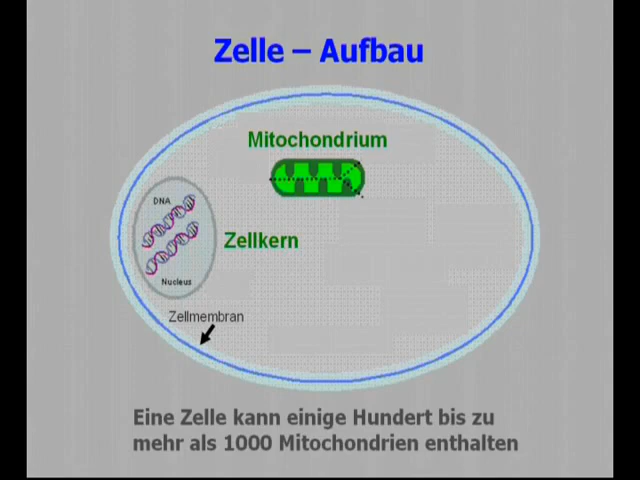 Zelle – Aufbau
Mitochondrium
DNA
Zellkern
Nucleus
Zellmembran
Eine Zelle kann einige Hundert bis zu
mehr als 1000 Mitochondrien enthalten